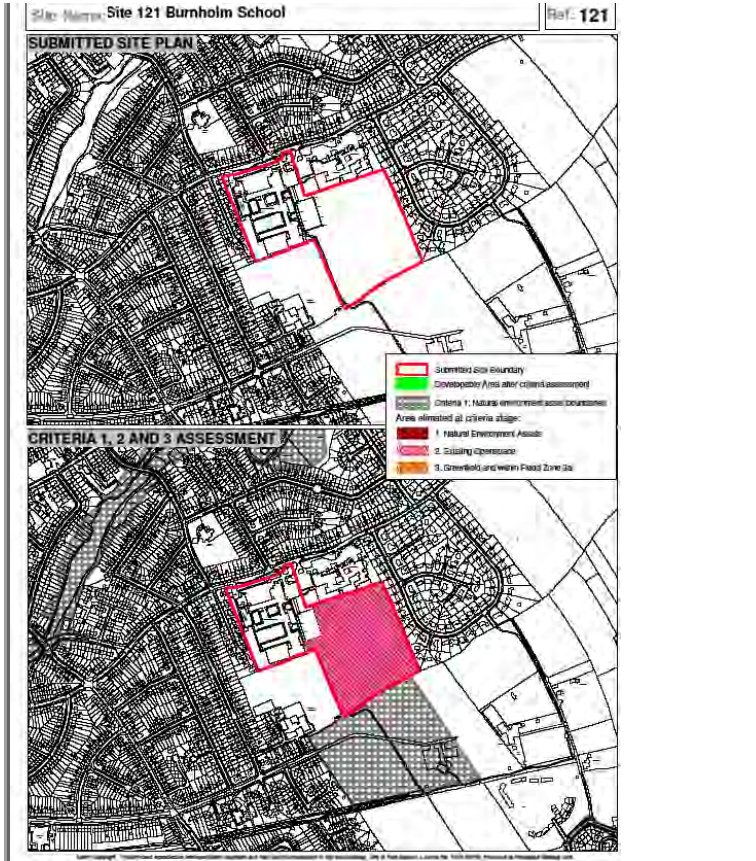 Site Name: Site 121 Burnholm School
Ref: 121
SUBMITTED SITE PLAN
Submitted Site Boundary
Developable Area after criteria assessment
Criteria 1: Natural environment asset boundaries
Area elimated at criteria stage:
1. Natural Environment Assets
2. Existing Openspace
3. Greenfield and within Flood Zone 3a
CRITERIA 1, 2 AND 3 ASSESSMENT